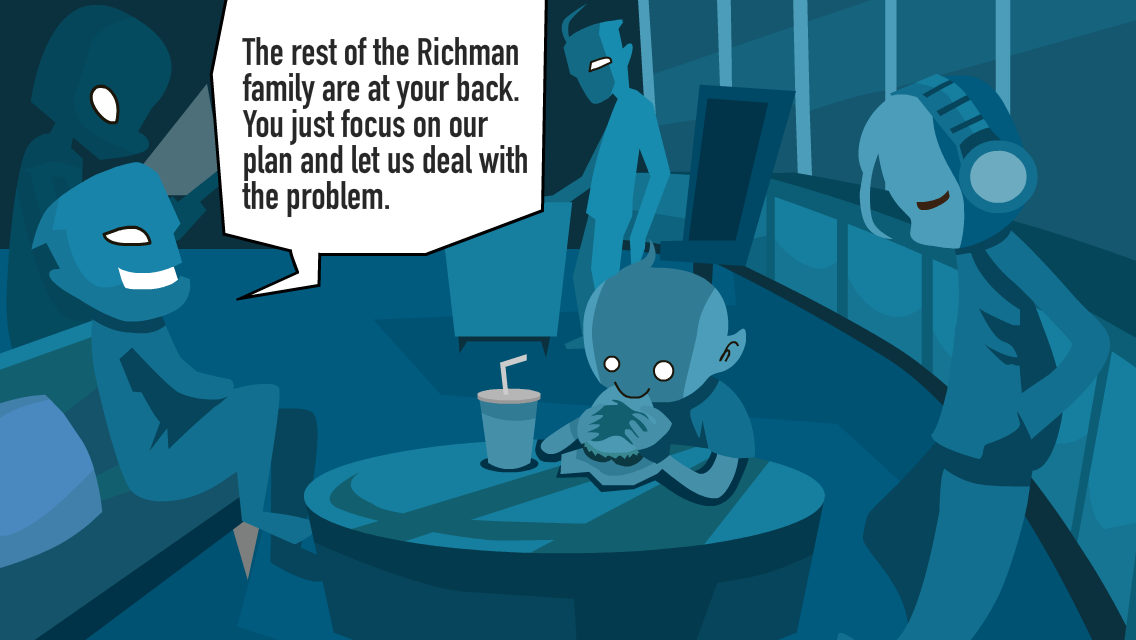 The rest of the Richman
family are at your back.
You just focus on our
plan and let us deal with
the problem.